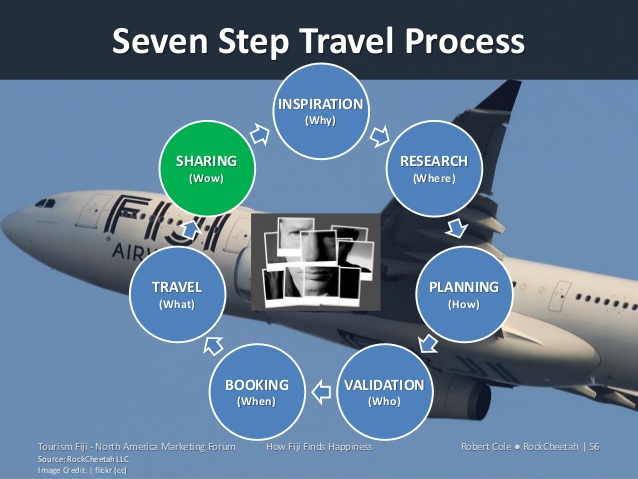 Seven Step Travel Process
INSPIRATION
(Why)
SHARING
(Wow)
RESEARCH
(Where)
FIJI
AIRW
TRAVEL
(What)
PLANNING
(How)
BOOKING
(When)
VALIDATION
(Who)
Tourism Fiji - North America Marketing Forum How Fiji Finds Happiness Robert Cole ● RockCheetah | 56
Source: RockCheetah LLC
Image Credit: | flickr (cc)